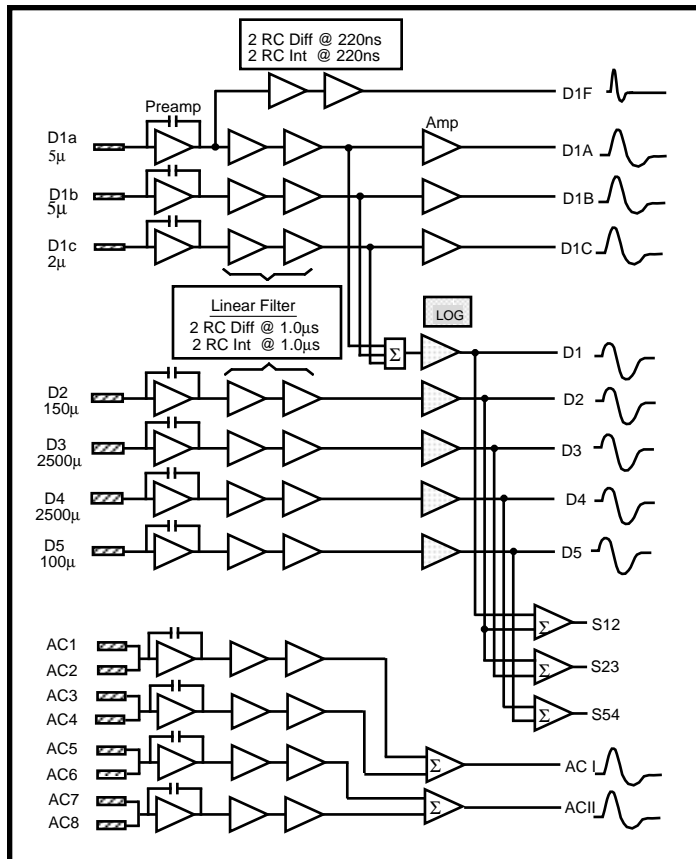 2 RC Diff @ 220ns
2 RC Int @ 220ns
D1F
Preamp
Amp
D1a
5µ
D1A
D1b
5µ
D1B
D1c
2µ
D1C
Linear Filter
2 RC Diff @ 1.0µs
2 RC Int @ 1.0µs
LOG
Σ
D1
D2
150µ
D2
D3
2500µ
D3
D4
2500µ
D4
D5
100µ
D5
Σ
S12
Σ
S23
Σ
S54
AC1
AC2
AC3
AC4
AC5
AC6
Σ
AC I
AC7
AC8
Σ
ACII